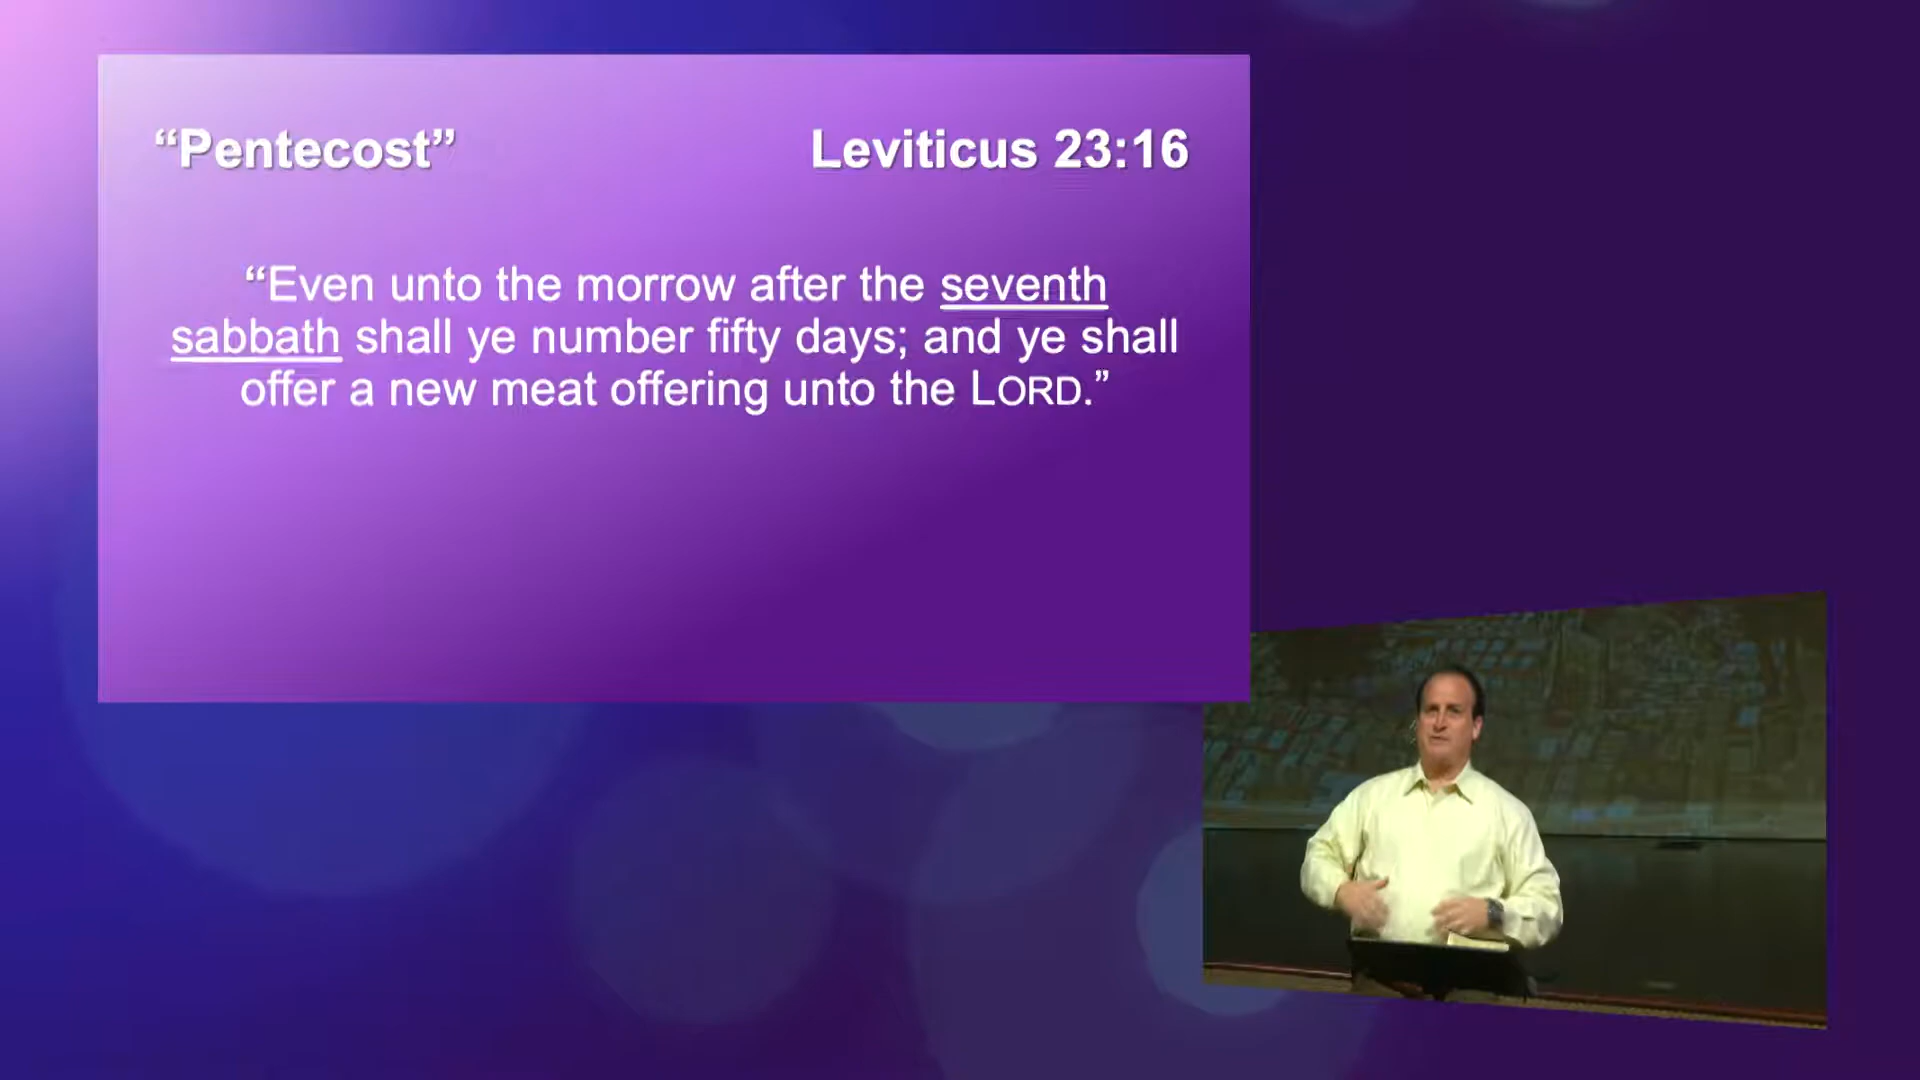 “Pentecost” Leviticus 23:16
“Even unto the morrow after the seventh
sabbath shall ye number fifty days; and ye shall
offer a new meat offering unto the LORD.”